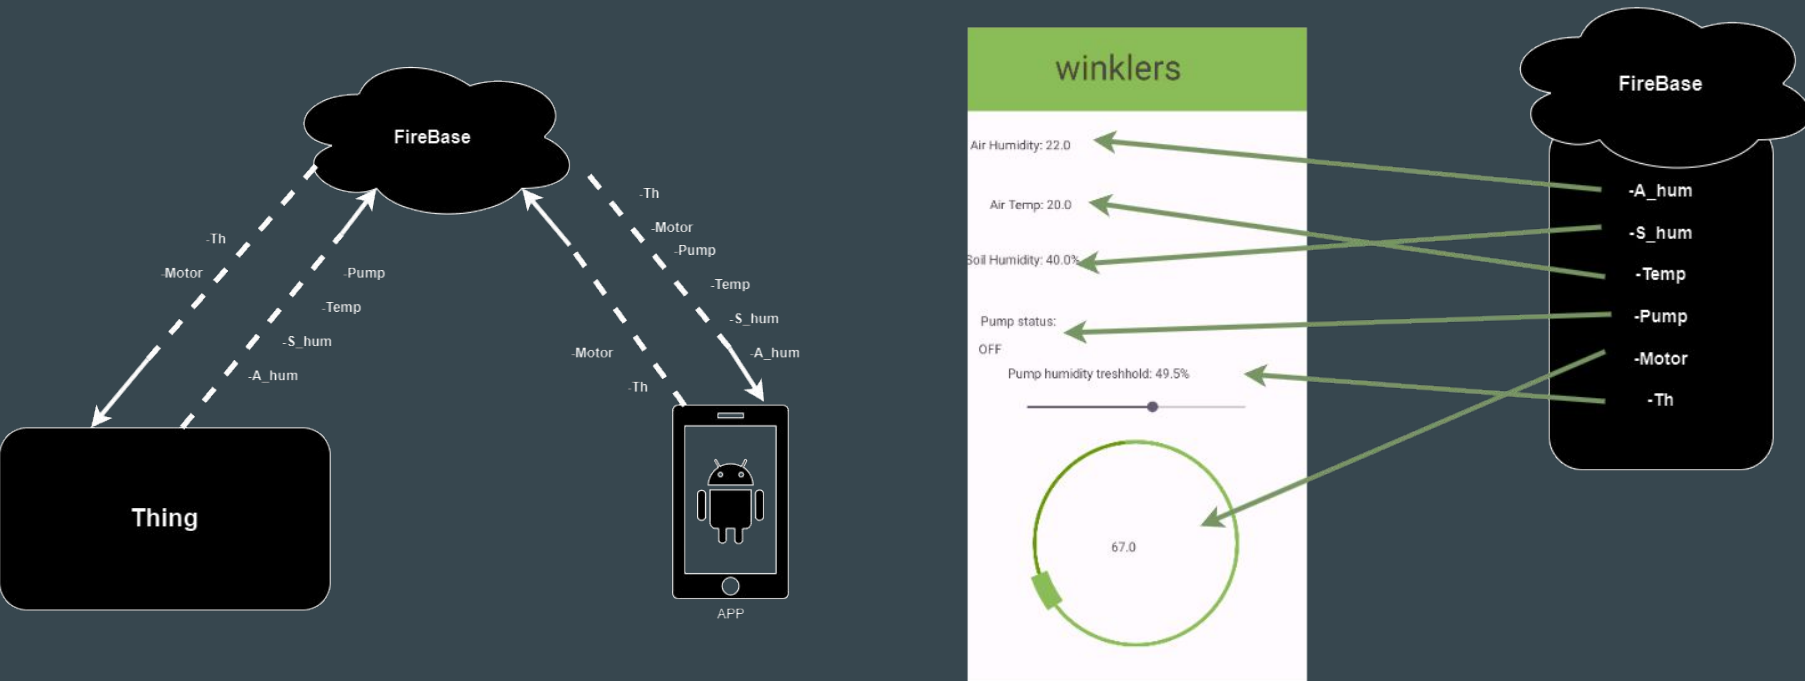 FireBase
-Th
-Motor
-Pump
-Temp
-S_hum
-A_hum
-Th
-Motor
-Pump
-Temp
-S_hum
-A_hum
-Motor
-Th
Thing
APP
winklers
Air Humidity: 22.0
Air Temp: 20.0
Soil Humidity: 40.0%
Pump status:
OFF
Pump humidity treshhold: 49.5%
67.0
FireBase
-A_hum
-S_hum
-Temp
-Pump
-Motor
-Th